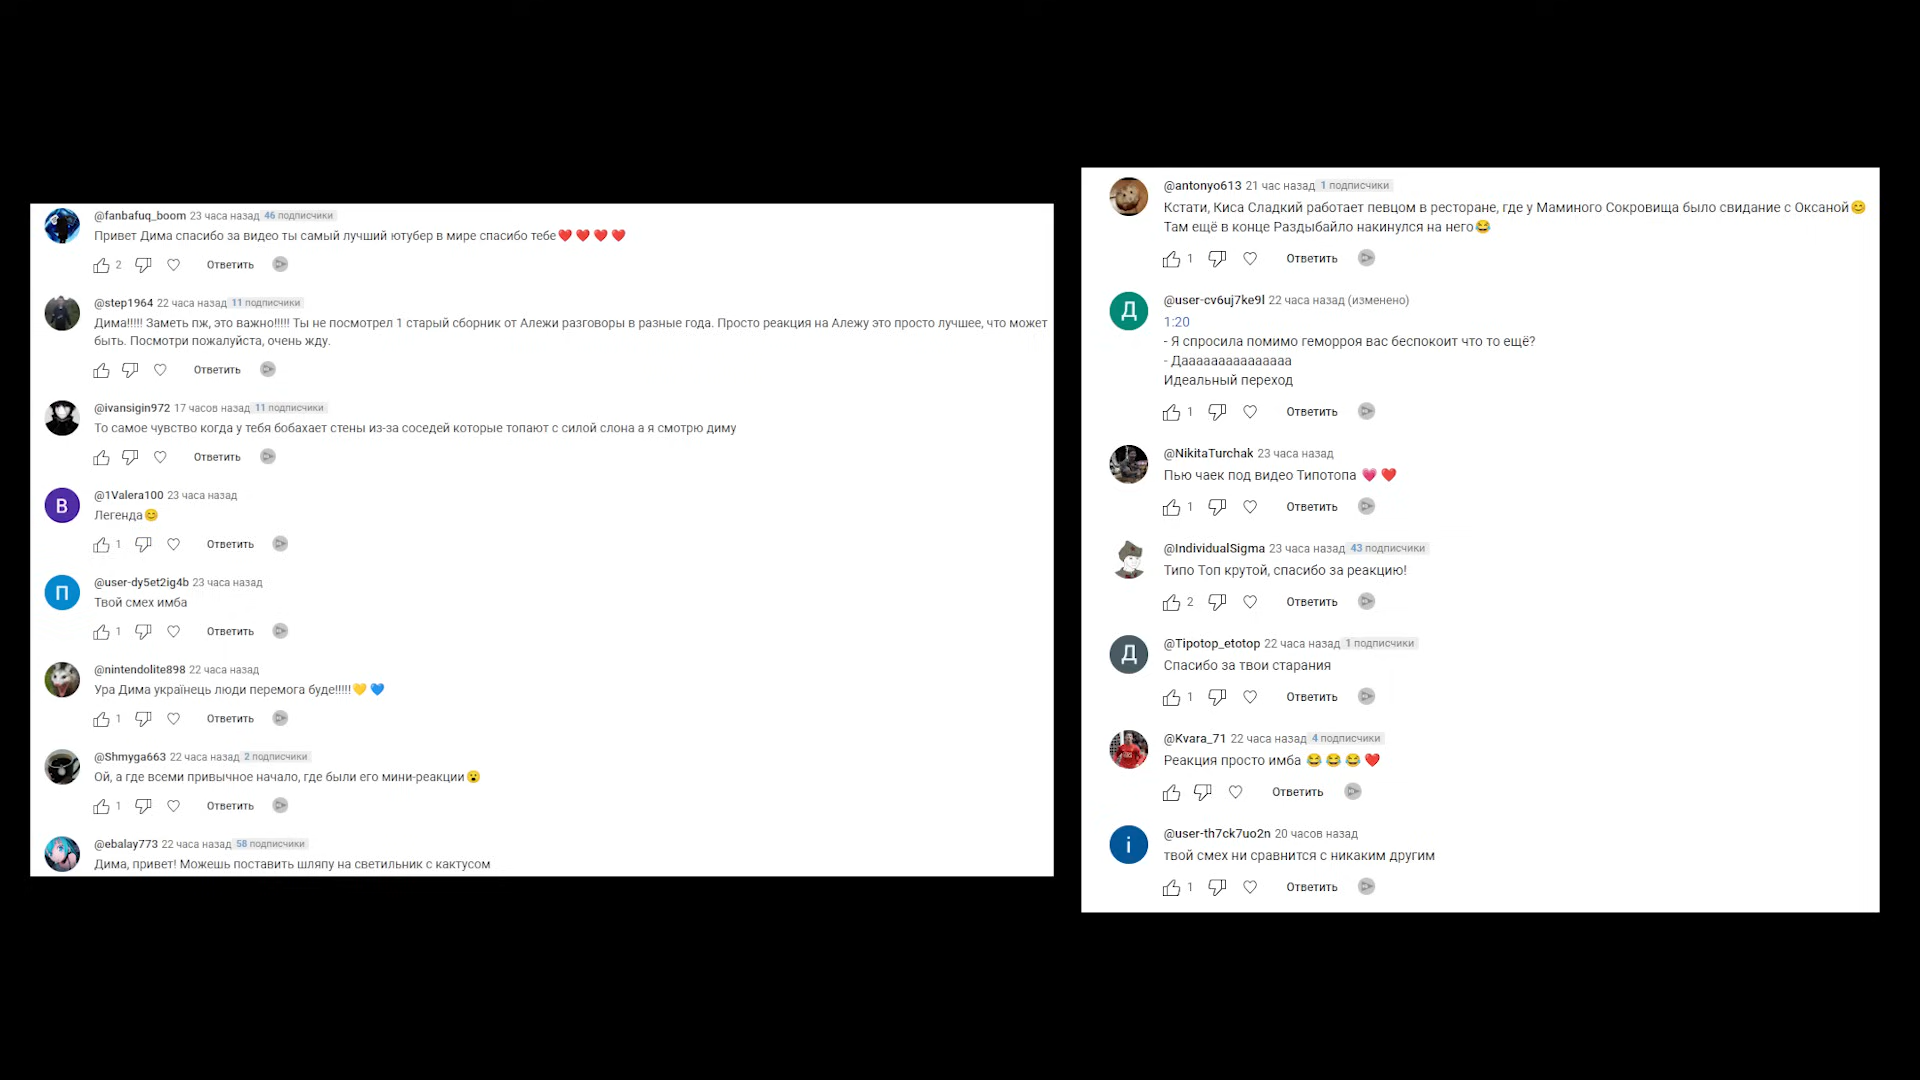 @fanbafuq_boom 23 часа назад 46 подписчики
Привет Дима спасибо за видео ты самый лучший ютубер в мире спасибо тебе❤️ ❤️ ❤️ ❤️
2 Ответить
@step1964 22 часа назад 11 подписчики
Дима!!!!! Заметь пж, это важно!!!!! Ты не посмотрел 1 старый сборник от Алежи разговоры в разные года. Просто реакция на Алежу это просто лучшее, что может
быть. Посмотри пожалуйста, очень жду.
Ответить
@ivansigin972 17 часов назад 11 подписчики
То самое чувство когда у тебя бобахает стены из-за соседей которые топают с силой слона а я смотрю диму
Ответить
В
@1Valera100 23 часа назад
Легенда😊
1 Ответить
П
@user-dy5et2ig4b 23 часа назад
Твой смех имба
1 Ответить
@nintendolite898 22 часа назад
Ура Дима українець люди перемога буде!!!!!💛 💙
1 Ответить
@Shmyga663 22 часа назад 2 подписчики
Ой, а где всеми привычное начало, где были его мини-реакции😮
1 Ответить
@ebalay773 22 часа назад 58 подписчики
Дима, привет! Можешь поставить шляпу на светильник с кактусом
@antonyo613 21 час назад 1 подписчики
Кстати, Киса Сладкий работает певцом в ресторане, где у Маминого Сокровища было свидание с Оксаной😊
Там ещё в конце Раздыбайло накинулся на него😂
1 Ответить
Д
@user-cv6uj7ke9l 22 часа назад (изменено)
1:20
- Я спросила помимо геморроя вас беспокоит что то ещё?
- Дааааааааааааааа
Идеальный переход
1 Ответить
@NikitaTurchak 23 часа назад
Пью чаек под видео Типотопа 💗 ❤️
1 Ответить
@IndividualSigma 23 часа назад 43 подписчики
Типо Топ крутой, спасибо за реакцию!
2 Ответить
Д
@Tipotop_etotop 22 часа назад 1 подписчики
Спасибо за твои старания
1 Ответить
@Kvara_71 22 часа назад 4 подписчики
Реакция просто имба 😂 😂 😂 ❤️
Ответить
i
@user-th7ck7uo2n 20 часов назад
твой смех ни сравнится с никаким другим
1 Ответить